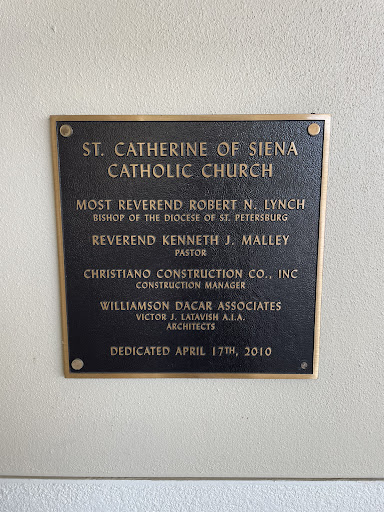 ST. CATHERINE OF SIENA
CATHOLIC CHURCH
MOST REVEREND ROBERT N. LYNCH
BISHOP OF THE DIOCESE OF ST. PETERSBURG
REVEREND KENNETH J. MALLEY
PASTOR
CHRISTIANO CONSTRUCTION CO., INC
CONSTRUCTION MANAGER
WILLIAMSON DACAR ASSOCIATES
VICTOR J. LATAVISH A.I.A.
ARCHITECTS
DEDICATED APRIL 17TH, 2010